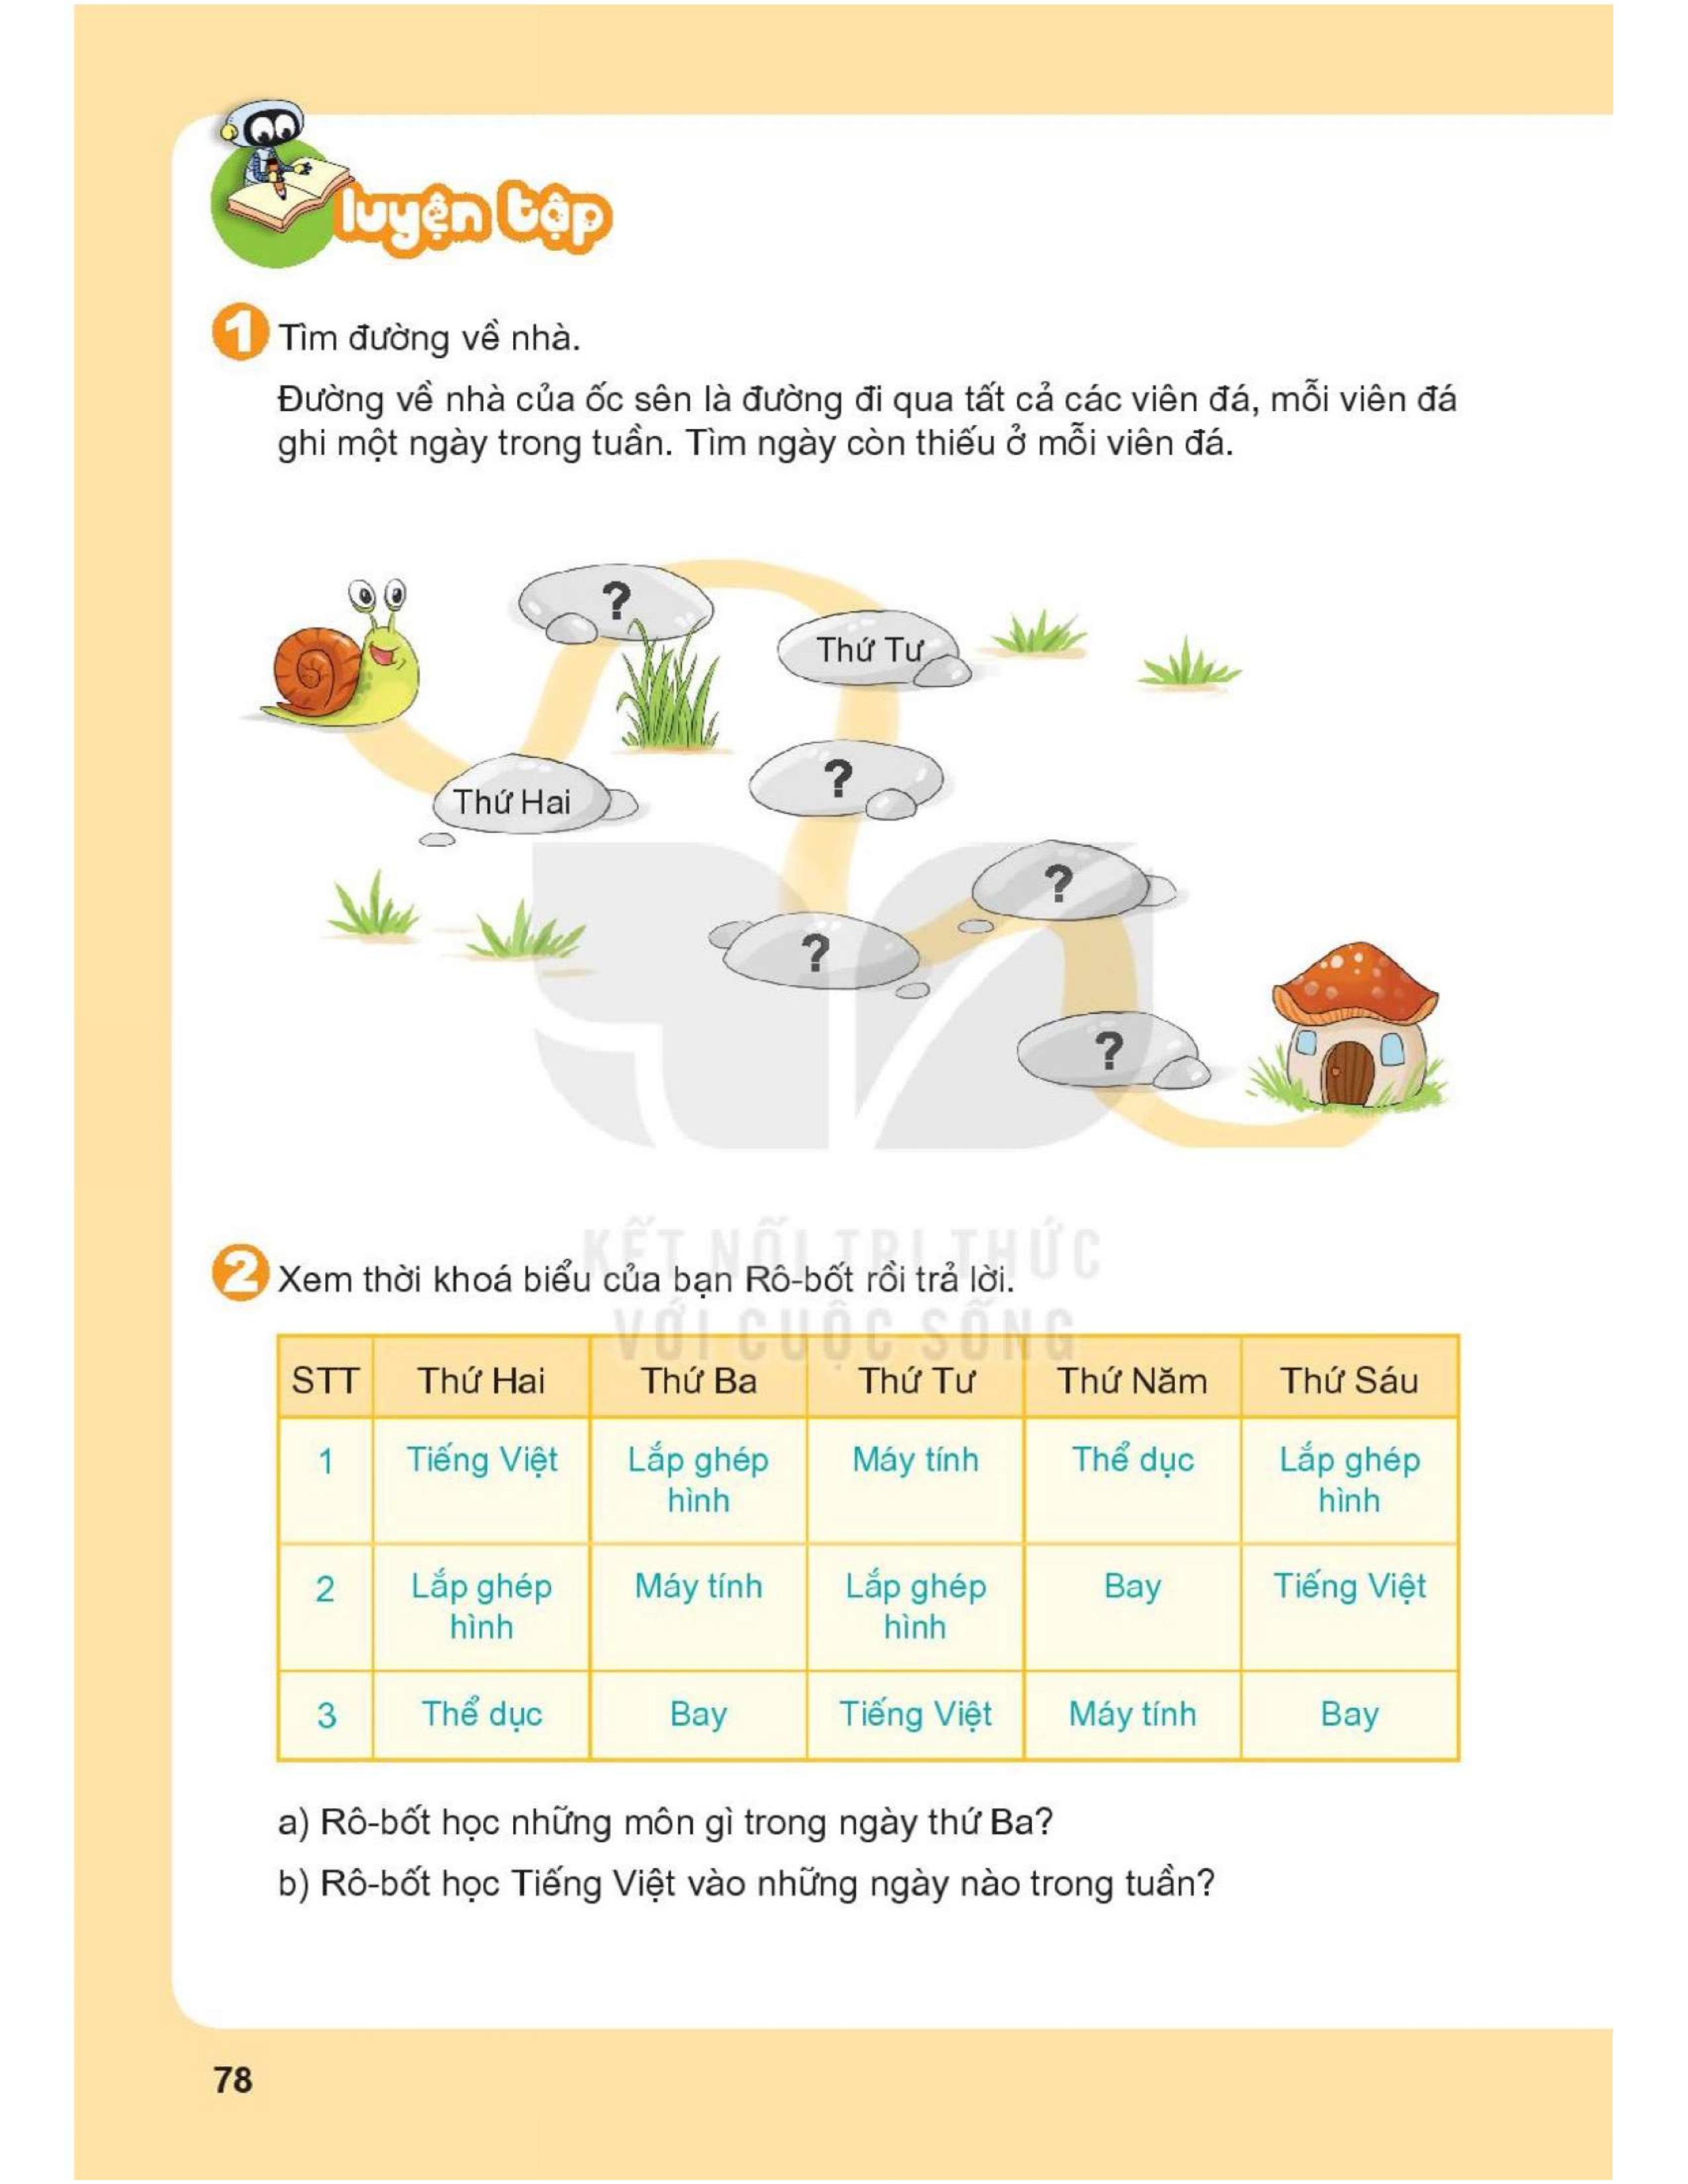 luyện tập
1 Tìm đường về nhà.
Đường về nhà của ốc sên là đường đi qua tất cả các viên đá, mỗi viên đá
ghi một ngày trong tuần. Tìm ngày còn thiếu ở mỗi viên đá.
?
Thứ Tư
?
Thứ Hai
?
?
?
KẾT NỐI TRI THỨC
VỚI CUỘC SỐNG
2 Xem thời khoá biểu của bạn Rô-bốt rồi trả lời.
STT Thứ Hai Thứ Ba Thứ Tư Thứ Năm Thứ Sáu
1 Tiếng Việt Lắp ghép Máy tính Thể dục Lắp ghép
hình hình
2 Lắp ghép Máy tính Lắp ghép Bay Tiếng Việt
hình hình
3 Thể dục Bay Tiếng Việt Máy tính Bay
a) Rô-bốt học những môn gì trong ngày thứ Ba?
b) Rô-bốt học Tiếng Việt vào những ngày nào trong tuần?
78